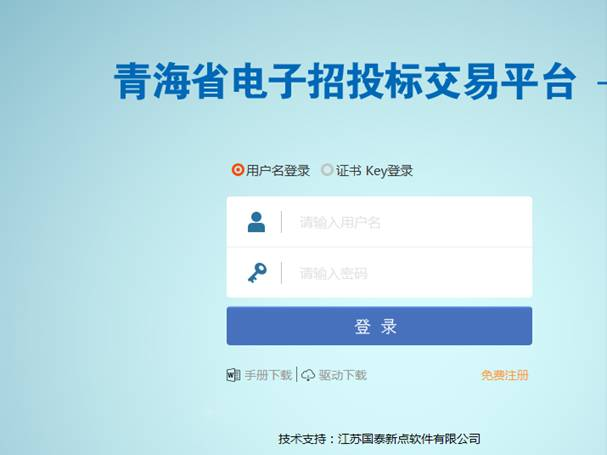 青海省电子招投标交易平台
用户名登录 证书 Key登录
请输入用户名
请输入密码
登 录
手册下载 驱动下载 免费注册
技术支持：江苏国泰新点软件有限公司